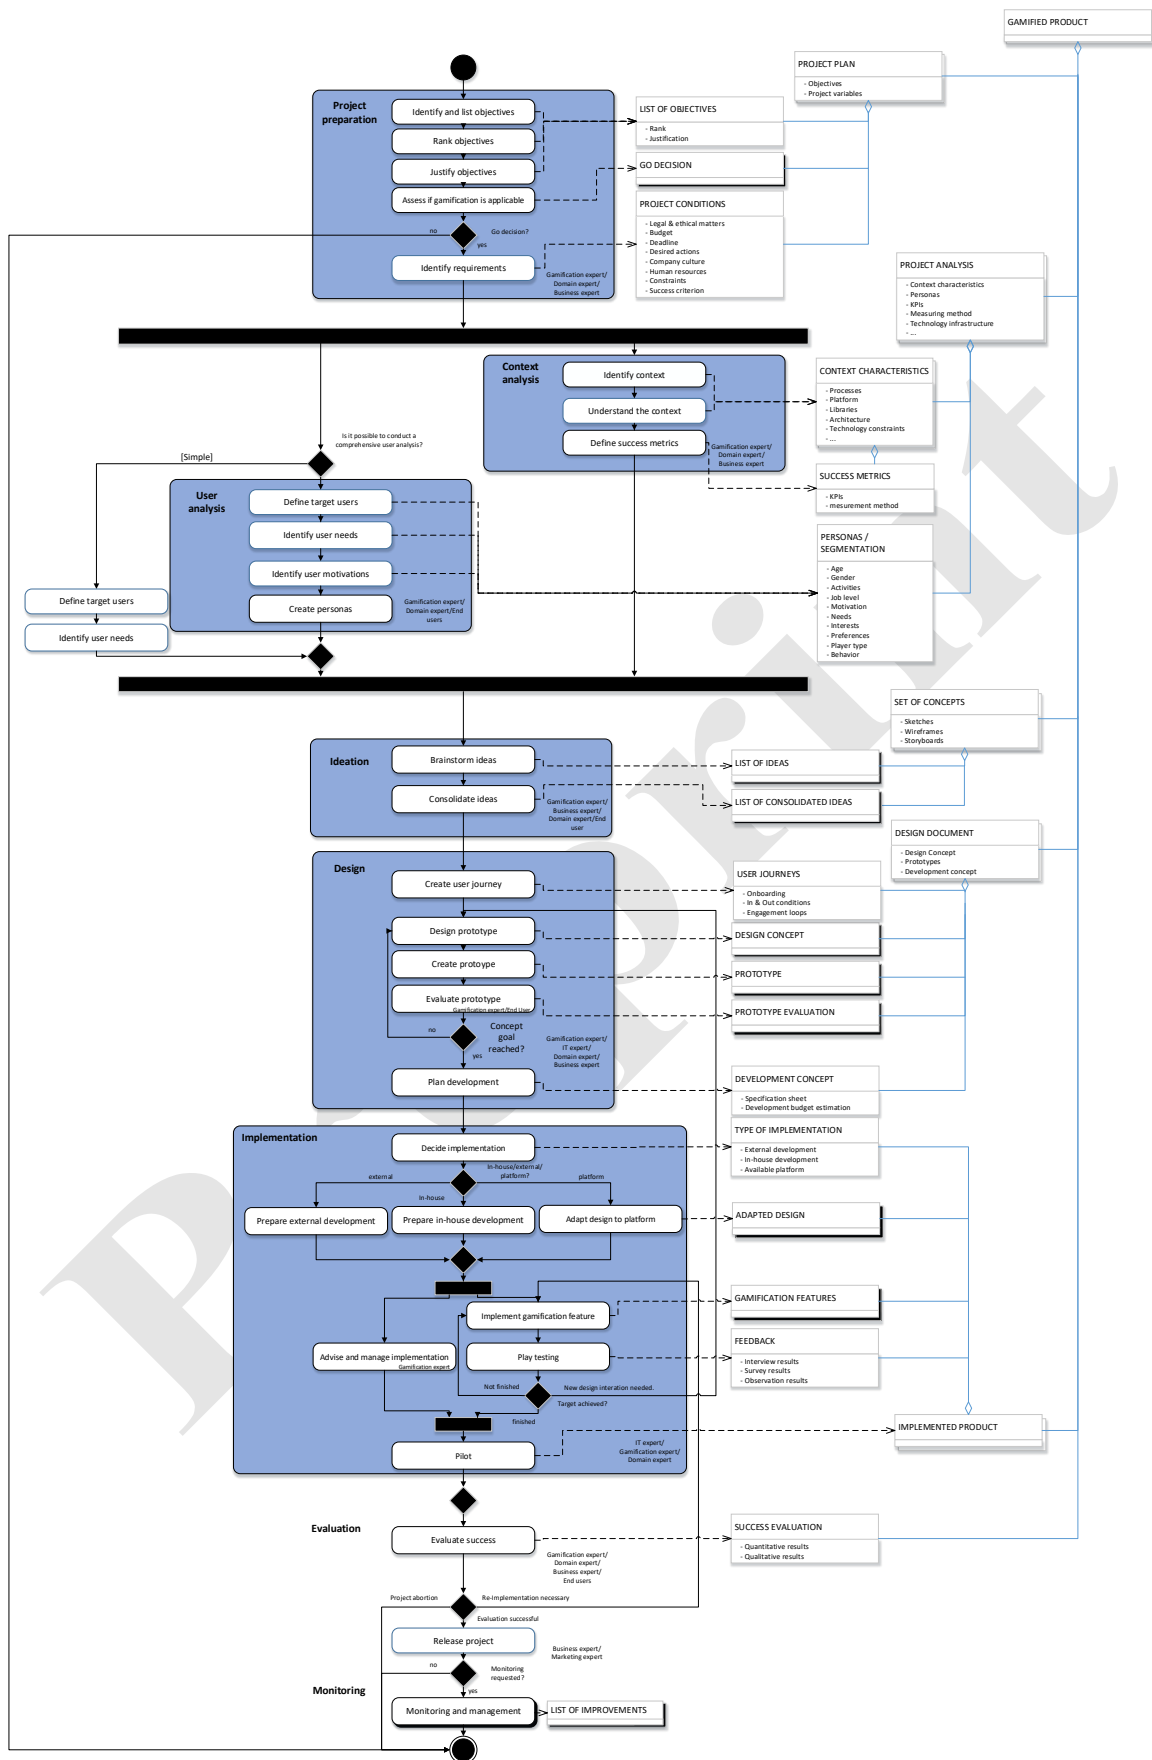 GAMIFIED PRODUCT
PROJECT PLAN
- Objectives
- Project variables
Project
preparation
Identify and list objectives
Rank objectives
Justify objectives
Assess if gamification is applicable
no
Go decision?
yes
Identify requirements
Gamification expert/
Domain expert/
Business expert
LIST OF OBJECTIVES
- Rank
- Justification
GO DECISION
PROJECT CONDITIONS
- Legal & ethical matters
- Budget
- Deadline
- Desired actions
- Company culture
- Human resources
- Constraints
- Success criterion
PROJECT ANALYSIS
- Context characteristics
- Personas
- KPIs
- Measuring method
- Technology infrastructure
- ...
Context
analysis
Identify context
Understand the context
Define success metrics
Gamification expert/
Domain expert/
Business expert
CONTEXT CHARACTERISTICS
- Processes
- Platform
- Libraries
- Architecture
- Technology constraints
- ...
SUCCESS METRICS
- KPIs
- mesurement method
Is it possible to conduct a
comprehensive user analysis?
[Simple]
User
analysis
Define target users
Identify user needs
Identify user motivations
Create personas
Gamification expert/
Domain expert/End
users
Define target users
Identify user needs
PERSONAS /
SEGMENTATION
- Age
- Gender
- Activities
- Job level
- Motivation
- Needs
- Interests
- Preferences
- Player type
- Behavior
SET OF CONCEPTS
- Sketches
- Wireframes
- Storyboards
Ideation
Brainstorm ideas
Consolidate ideas
Gamification expert/
Business expert/
Domain expert/End
user
LIST OF IDEAS
LIST OF CONSOLIDATED IDEAS
DESIGN DOCUMENT
- Design Concept
- Prototypes
- Development concept
Design
Create user journey
Design prototype
Create protoype
Evaluate prototype
Gamification expert/End User
no
Concept
goal
reached?
yes
Gamification expert/
IT expert/
Domain expert/
Business expert
Plan development
USER JOURNEYS
- Onboarding
- In & Out conditions
- Engagement loops
DESIGN CONCEPT
PROTOTYPE
PROTOTYPE EVALUATION
DEVELOPMENT CONCEPT
- Specification sheet
- Development budget estimation
Implementation
Decide implementation
In-house/external/
platform?
external
In-house
platform
Prepare external development
Prepare in-house development
Adapt design to platform
Implement gamification feature
Advise and manage implementation
Gamification expert
Play testing
Not finished
New design interation needed.
Target achieved?
finished
Pilot
IT expert/
Gamification expert/
Domain expert
TYPE OF IMPLEMENTATION
- External development
- In-house development
- Available platform
ADAPTED DESIGN
GAMIFICATION FEATURES
FEEDBACK
- Interview results
- Survey results
- Observation results
IMPLEMENTED PRODUCT
Evaluation
Evaluate success
Gamification expert/
Domain expert/
Business expert/
End users
SUCCESS EVALUATION
- Quantitative results
- Qualitative results
Project abortion
Re-Implementation necessary
Evaluation successful
Release project
Business expert/
Marketing expert
no
Monitoring
requested?
yes
Monitoring
Monitoring and management
LIST OF IMPROVEMENTS
Preprint